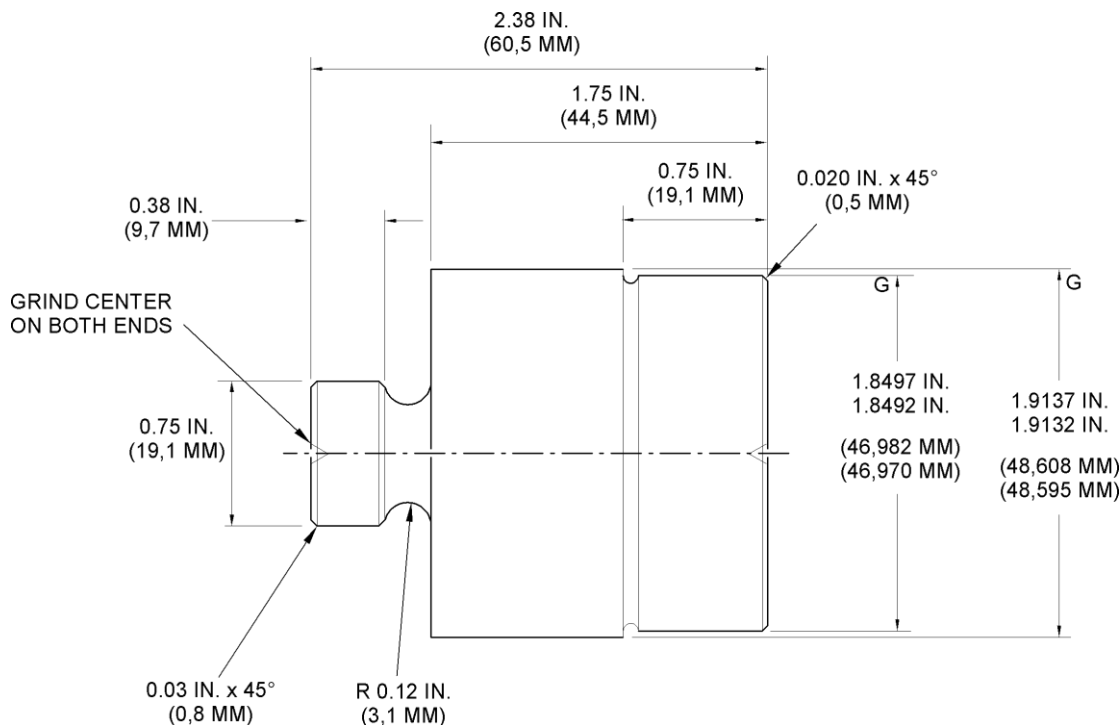 2.38 IN.
(60,5 MM)
1.75 IN.
(44,5 MM)
0.75 IN.
(19,1 MM)
0.020 IN. x 45°
(0,5 MM)
0.38 IN.
(9,7 MM)
G
G
GRIND CENTER
ON BOTH ENDS
0.75 IN.
(19,1 MM)
1.8497 IN.
1.8492 IN.
(46,982 MM)
(46,970 MM)
1.9137 IN.
1.9132 IN.
(48,608 MM)
(48,595 MM)
0.03 IN. x 45°
(0,8 MM)
R 0.12 IN.
(3,1 MM)